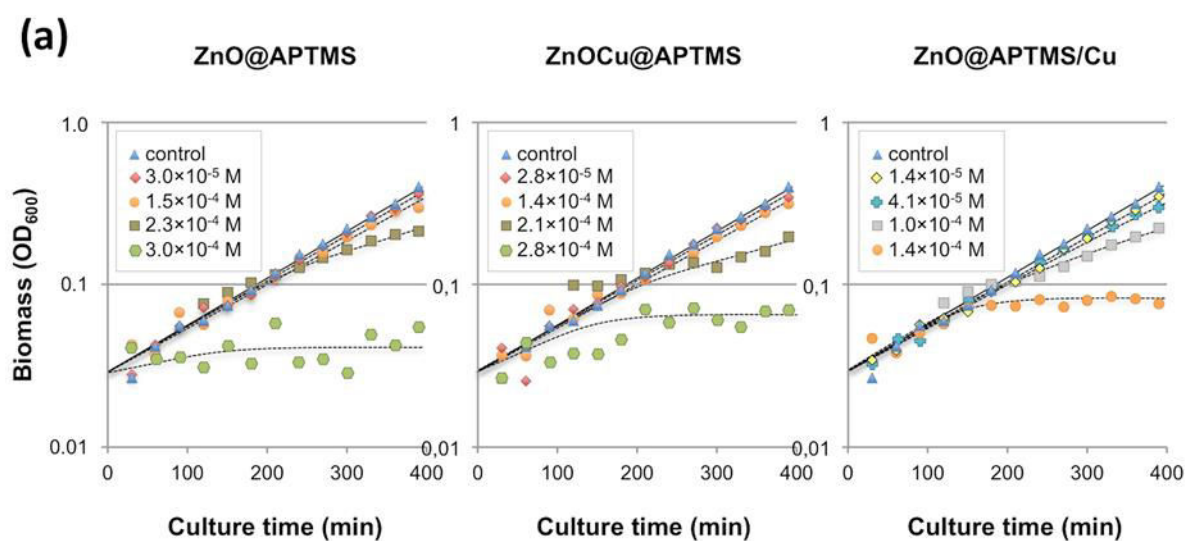 (a)
ZnO@APTMS
ZnOCu@APTMS
ZnO@APTMS/Cu
Biomass (OD₆₀₀)
1.0
0.1
0.01
control
3.0×10⁻⁵ M
1.5×10⁻⁴ M
2.3×10⁻⁴ M
3.0×10⁻⁴ M
0 100 200 300 400
Culture time (min)
1
0.1
0,01
control
2.8×10⁻⁵ M
1.4×10⁻⁴ M
2.1×10⁻⁴ M
2.8×10⁻⁴ M
0 100 200 300 400
Culture time (min)
1
0,1
0,01
control
1.4×10⁻⁵ M
4.1×10⁻⁵ M
1.0×10⁻⁴ M
1.4×10⁻⁴ M
0 100 200 300 400
Culture time (min)